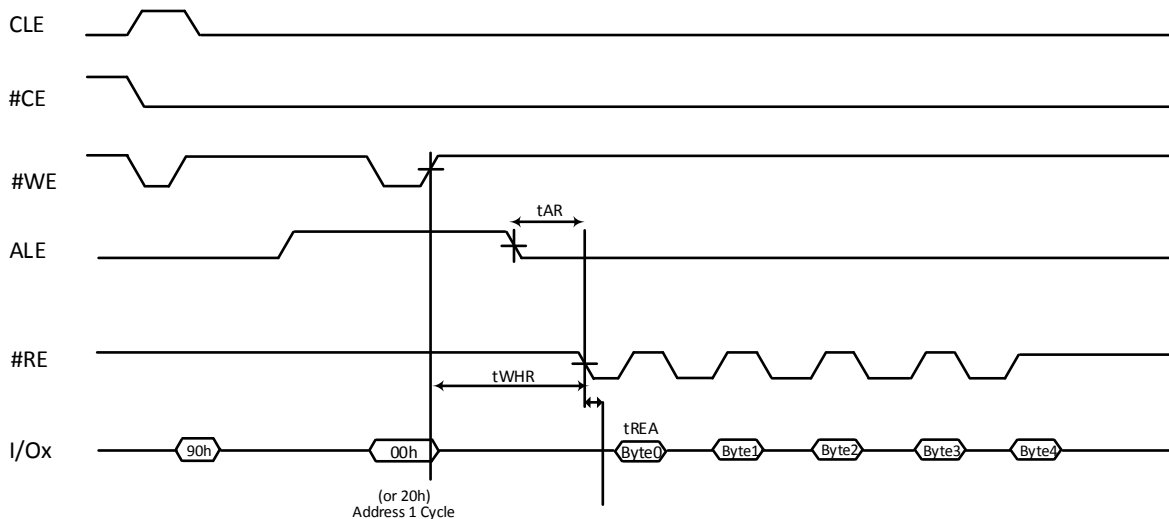 CLE
#CE
#WE
tAR
ALE
#RE
tWHR
tREA
I/Ox
90h
00h
Byte0
Byte1
Byte2
Byte3
Byte4
(or 20h)
Address 1 Cycle